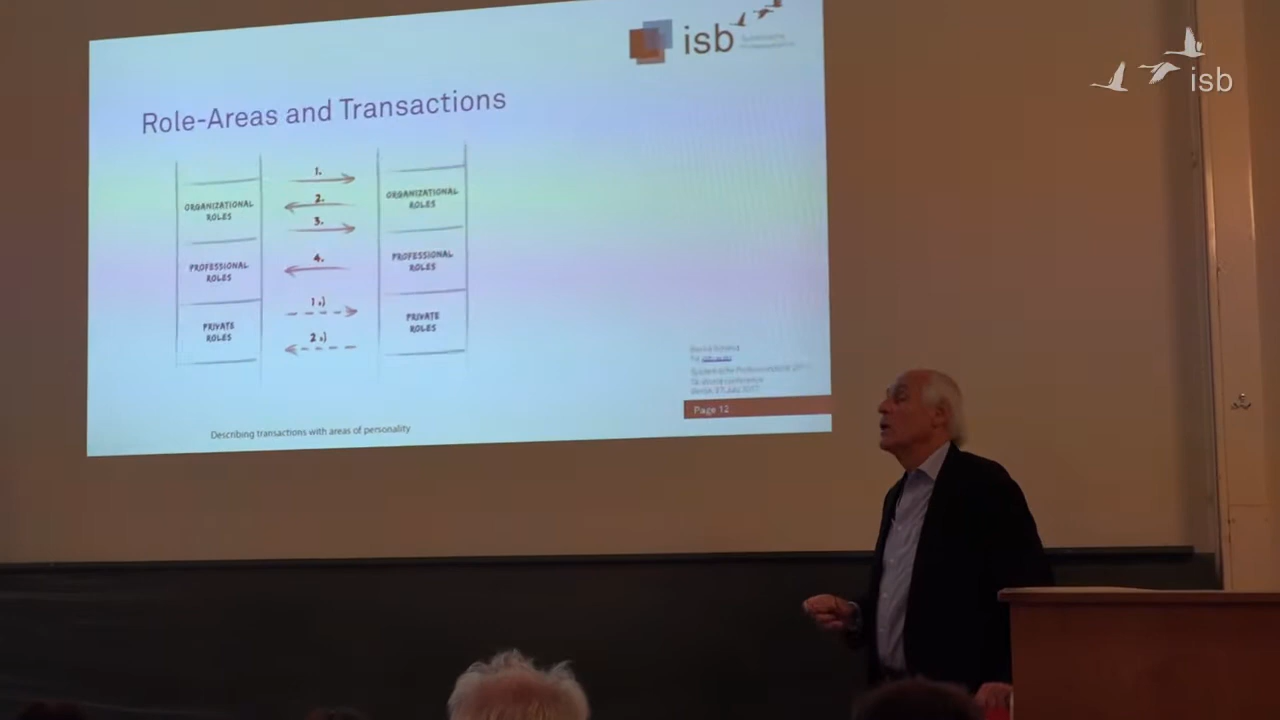 isb
isb
Role-Areas and Transactions
1.
ORGANIZATIONAL
ROLES
2.
ORGANIZATIONAL
ROLES
3.
PROFESSIONAL
ROLES
4.
PROFESSIONAL
ROLES
1.)
PRIVATE
ROLES
2.)
PRIVATE
ROLES
Page 12
Describing transactions with areas of personality